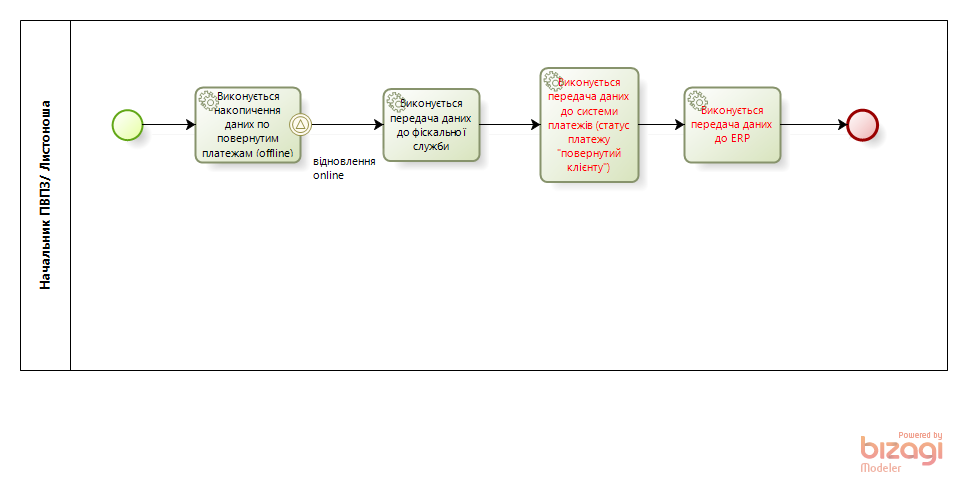 Начальник ПВПЗ/ Листоноша
Виконується
накопичення
даних по
повернутим
платежам (offline)
відновлення
online
Виконується
передача даних
до фіскальної
служби
Виконується
передача даних
до системи
платежів (статус
платежу
"повернутий
клієнту")
Виконується
передача даних
до ERP
Powered by
bizagi
Modeler